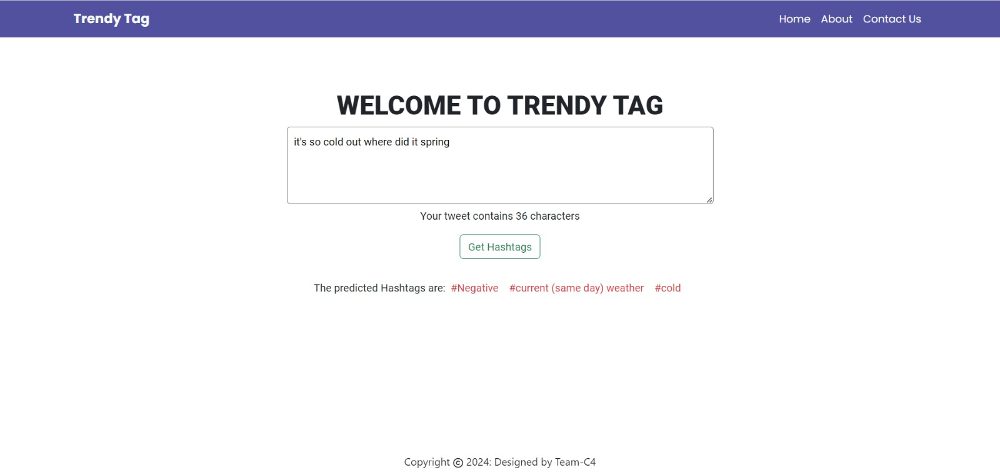 Trendy Tag Home About Contact Us
WELCOME TO TRENDY TAG
it's so cold out where did it spring
Your tweet contains 36 characters
Get Hashtags
The predicted Hashtags are: #Negative #current (same day) weather #cold
Copyright © 2024: Designed by Team-C4